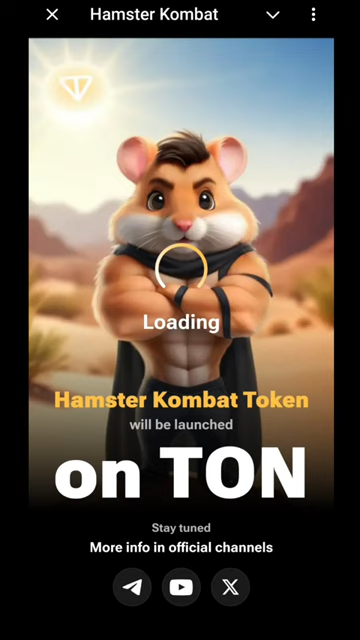 Hamster Kombat
Loading
Hamster Kombat Token
will be launched
on TON
Stay tuned
More info in official channels